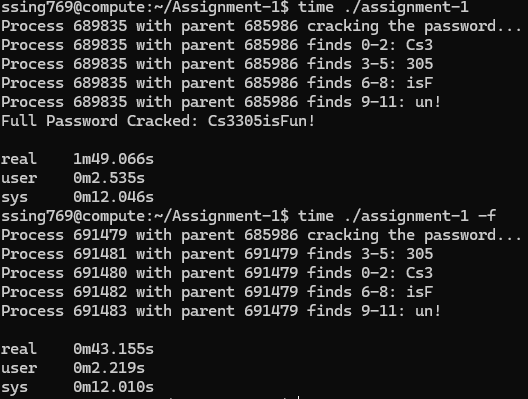 ssing769@compute:~/Assignment-1$ time ./assignment-1
Process 689835 with parent 685986 cracking the password...
Process 689835 with parent 685986 finds 0-2: Cs3
Process 689835 with parent 685986 finds 3-5: 305
Process 689835 with parent 685986 finds 6-8: isF
Process 689835 with parent 685986 finds 9-11: un!
Full Password Cracked: Cs3305isFun!
real 1m49.066s
user 0m2.535s
sys 0m12.046s
ssing769@compute:~/Assignment-1$ time ./assignment-1 -f
Process 691479 with parent 685986 cracking the password...
Process 691481 with parent 691479 finds 3-5: 305
Process 691480 with parent 691479 finds 0-2: Cs3
Process 691482 with parent 691479 finds 6-8: isF
Process 691483 with parent 691479 finds 9-11: un!
real 0m43.155s
user 0m2.219s
sys 0m12.010s